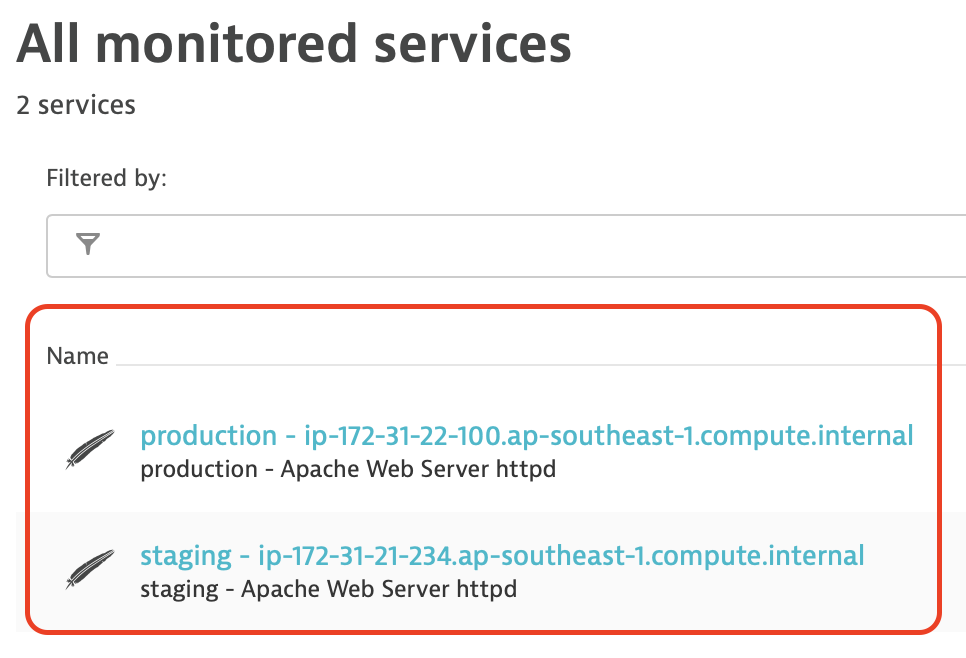 All monitored services
2 services
Filtered by:
Name
production - ip-172-31-22-100.ap-southeast-1.compute.internal
production - Apache Web Server httpd
staging - ip-172-31-21-234.ap-southeast-1.compute.internal
staging - Apache Web Server httpd